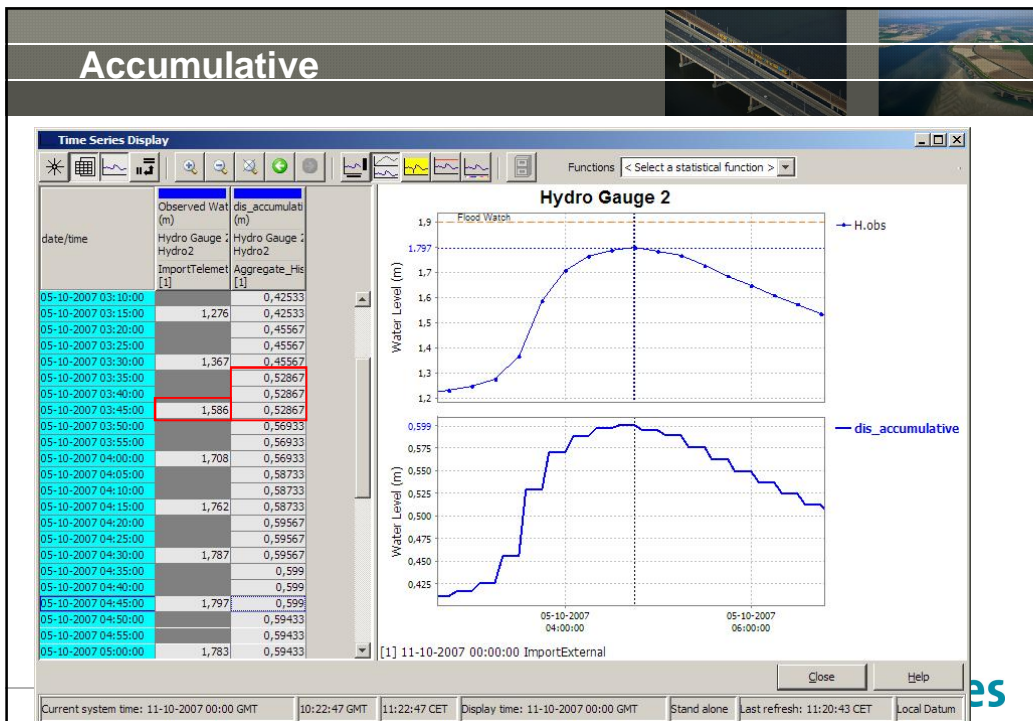 Accumulative
Time Series Display
Functions < Select a statistical function >
date/time
Observed Wat dis_accumulati
(m) (m)
Hydro Gauge 2 Hydro Gauge 2
Hydro2 Hydro2
ImportTelemet Aggregate_His
[1] [1]
05-10-2007 03:10:00 0,42533
05-10-2007 03:15:00 1,276 0,42533
05-10-2007 03:20:00 0,45567
05-10-2007 03:25:00 0,45567
05-10-2007 03:30:00 1,367 0,45567
05-10-2007 03:35:00 0,52867
05-10-2007 03:40:00 0,52867
05-10-2007 03:45:00 1,586 0,52867
05-10-2007 03:50:00 0,56933
05-10-2007 03:55:00 0,56933
05-10-2007 04:00:00 1,708 0,56933
05-10-2007 04:05:00 0,58733
05-10-2007 04:10:00 0,58733
05-10-2007 04:15:00 1,762 0,58733
05-10-2007 04:20:00 0,59567
05-10-2007 04:25:00 0,59567
05-10-2007 04:30:00 1,787 0,59567
05-10-2007 04:35:00 0,599
05-10-2007 04:40:00 0,599
05-10-2007 04:45:00 1,797 0,599
05-10-2007 04:50:00 0,59433
05-10-2007 04:55:00 0,59433
05-10-2007 05:00:00 1,783 0,59433
Hydro Gauge 2
Flood Watch
1,9
1.797
1,7
1,6
1,5
1,4
1,3
1,2
Water Level (m)
H.obs
0,599
0,575
0,550
0,525
0,500
0,475
0,450
0,425
Water Level (m)
dis_accumulative
05-10-2007 05-10-2007
04:00:00 06:00:00
[1] 11-10-2007 00:00:00 ImportExternal
Close Help
es
Current system time: 11-10-2007 00:00 GMT 10:22:47 GMT 11:22:47 CET Display time: 11-10-2007 00:00 GMT Stand alone Last refresh: 11:20:43 CET Local Datum